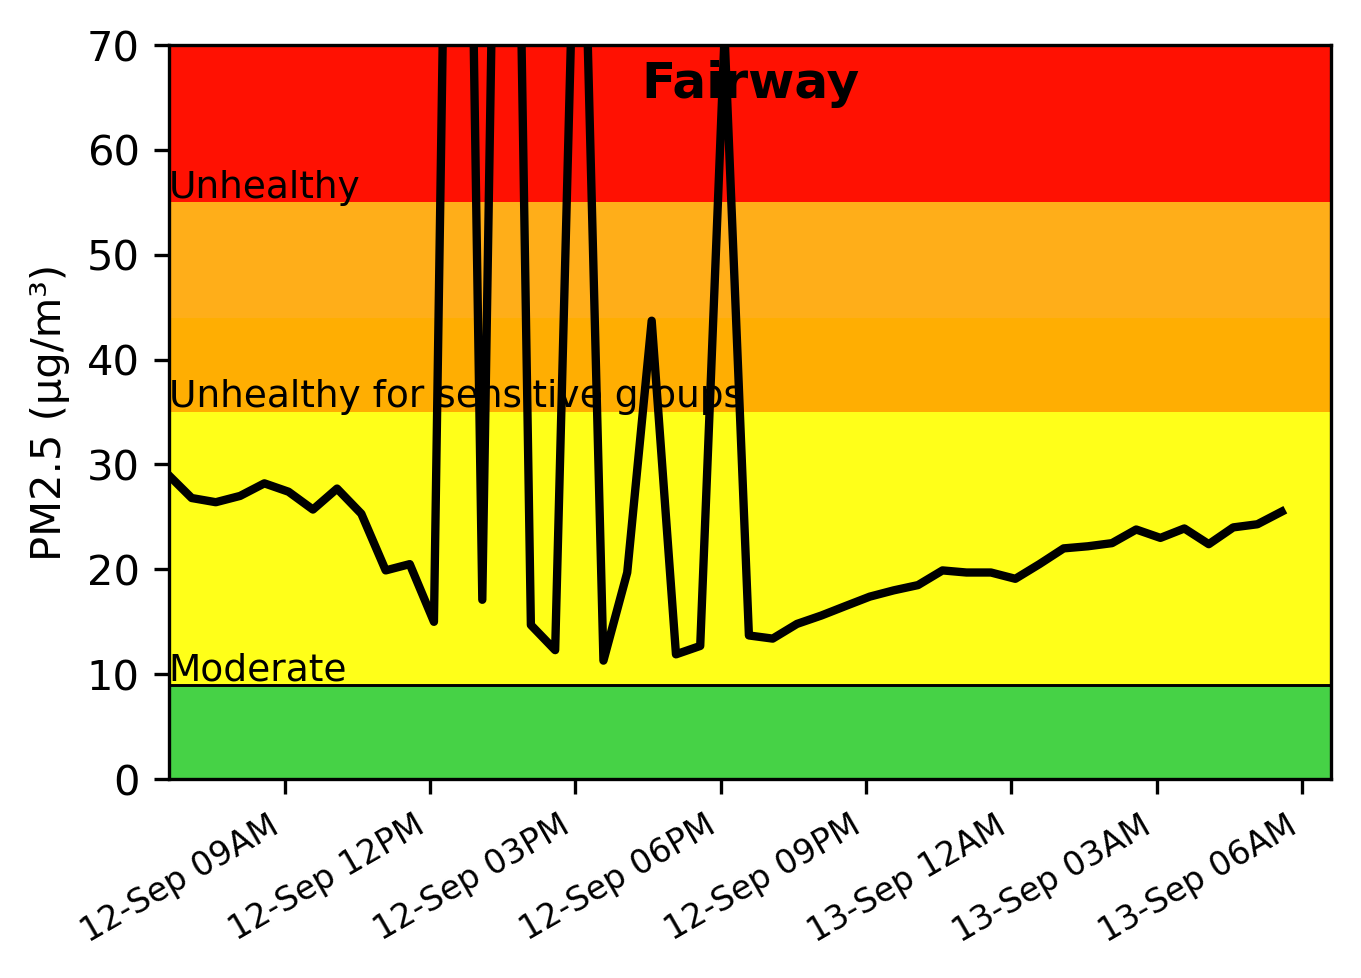 Fairway
70
60
50
40
30
20
10
0
PM2.5 (µg/m³)
Unhealthy
Unhealthy for sensitive groups
Moderate
12-Sep 09AM
12-Sep 12PM
12-Sep 03PM
12-Sep 06PM
12-Sep 09PM
13-Sep 12AM
13-Sep 03AM
13-Sep 06AM